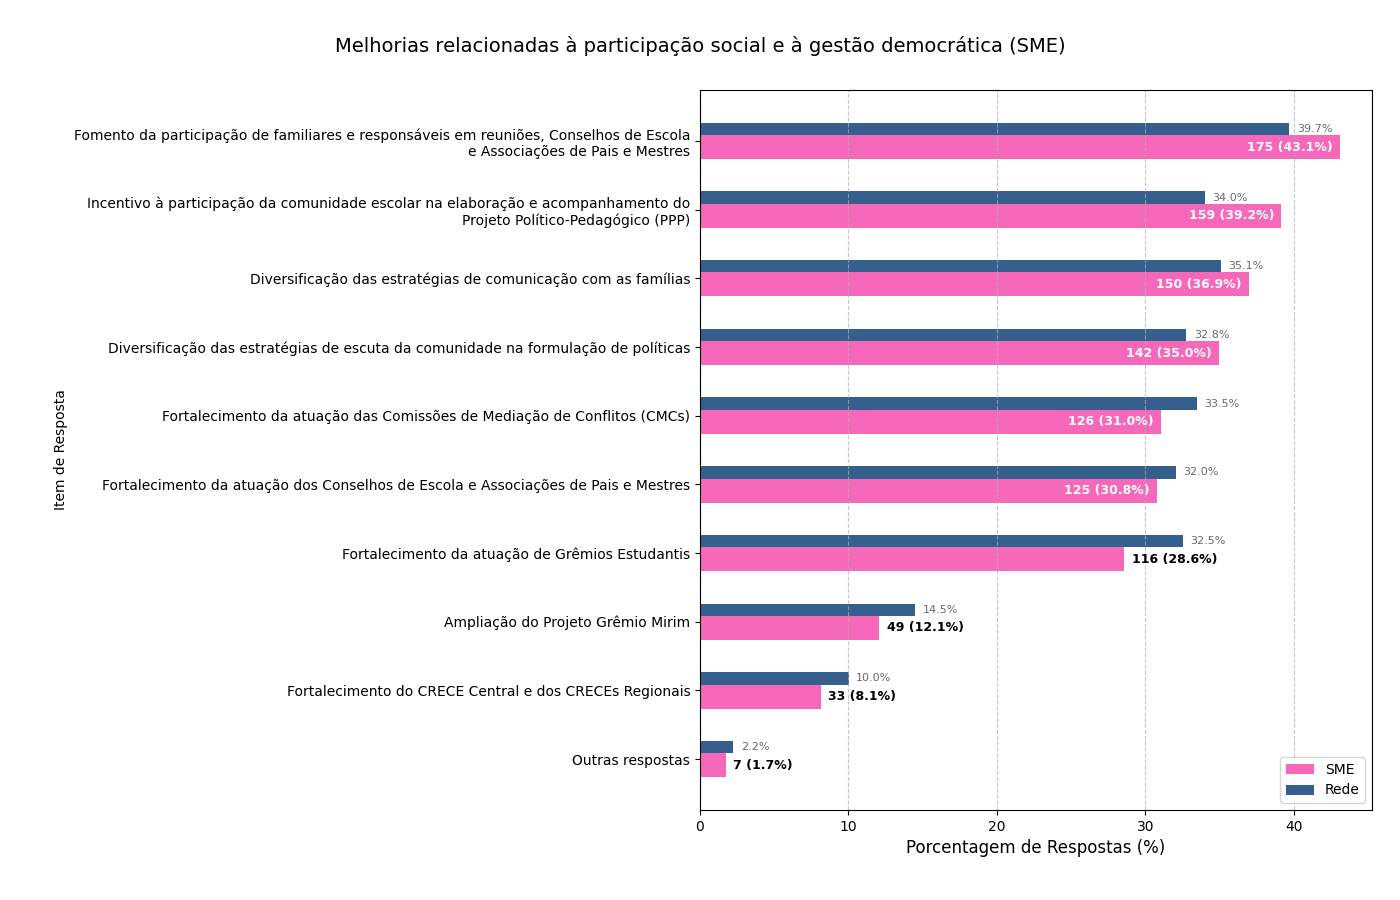 Melhorias relacionadas à participação social e à gestão democrática (SME)
Fomento da participação de familiares e responsáveis em reuniões, Conselhos de Escola
e Associações de Pais e Mestres
39.7%
175 (43.1%)
Incentivo à participação da comunidade escolar na elaboração e acompanhamento do
Projeto Político-Pedagógico (PPP)
34.0%
159 (39.2%)
Diversificação das estratégias de comunicação com as famílias
35.1%
150 (36.9%)
Diversificação das estratégias de escuta da comunidade na formulação de políticas
32.8%
142 (35.0%)
Fortalecimento da atuação das Comissões de Mediação de Conflitos (CMCs)
33.5%
126 (31.0%)
Fortalecimento da atuação dos Conselhos de Escola e Associações de Pais e Mestres
32.0%
125 (30.8%)
Fortalecimento da atuação de Grêmios Estudantis
32.5%
116 (28.6%)
Ampliação do Projeto Grêmio Mirim
14.5%
49 (12.1%)
Fortalecimento do CRECE Central e dos CRECEs Regionais
10.0%
33 (8.1%)
Outras respostas
2.2%
7 (1.7%)
Item de Resposta
SME
Rede
0 10 20 30 40
Porcentagem de Respostas (%)